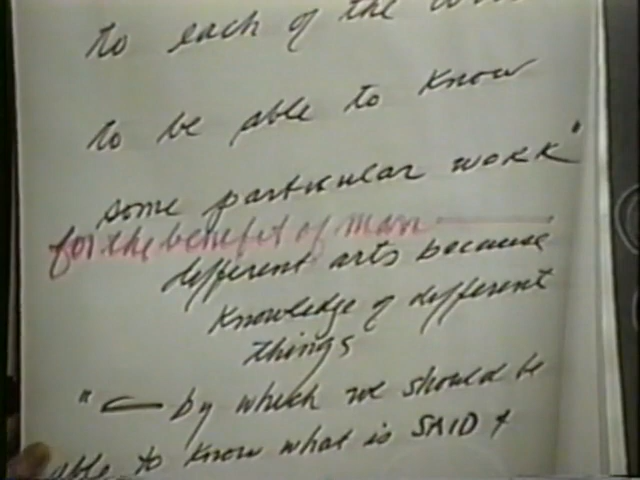 to each of the
to be able to know
some particular work"
for the benefit of man
different arts because
knowledge of different
things
" by which we should be
able to know what is SAID &